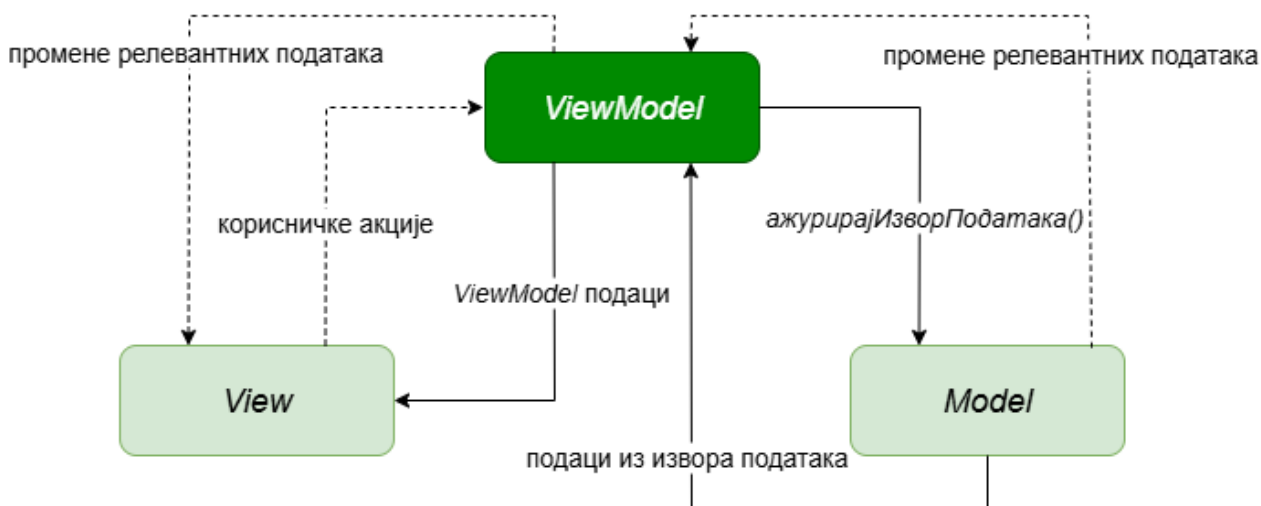 промене релевантних података
промене релевантних података
ViewModel
корисничке акције
ажурирајИзворПодатака()
ViewModel подаци
View
Model
подаци из извора података